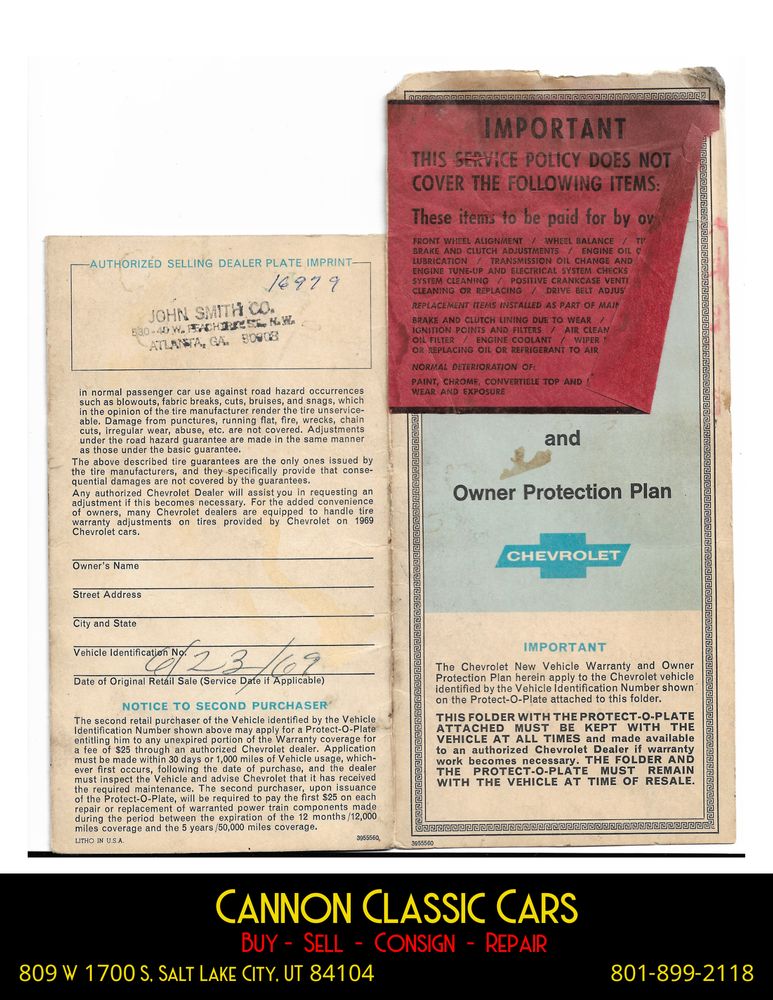 AUTHORIZED SELLING DEALER PLATE IMPRINT
16979
JOHN SMITH CO.
530-40 W. PEACHTREE ST., N.W.
ATLANTA, GA.
in normal passenger car use against road hazard occurrences
such as blowouts, fabric breaks, cuts, bruises, and snags, which
in the opinion of the tire manufacturer render the tire unservice-
able. Damage from punctures, running flat, fire, wrecks, chain
cuts, irregular wear, abuse, etc. are not covered. Adjustments
under the road hazard guarantee are made in the same manner
as those under the basic guarantee.
The above described tire guarantees are the only ones issued by
the tire manufacturers, and they specifically provide that conse-
quential damages are not covered by the guarantees.
Any authorized Chevrolet Dealer will assist you in requesting an
adjustment if this becomes necessary. For the added convenience
of owners, many Chevrolet dealers are equipped to handle tire
warranty adjustments on tires provided by Chevrolet on 1969
Chevrolet cars.
Owner's Name
Street Address
City and State
Vehicle Identification No.
6/23/69
Date of Original Retail Sale (Service Date if Applicable)
NOTICE TO SECOND PURCHASER
The second retail purchaser of the Vehicle identified by the Vehicle
Identification Number shown above may apply for a Protect-O-Plate
entitling him to any unexpired portion of the Warranty coverage for
a fee of $25 through an authorized Chevrolet dealer. Application
must be made within 30 days or 1,000 miles of Vehicle usage, which-
ever first occurs, following the date of purchase, and the dealer
must inspect the Vehicle and advise Chevrolet that it has received
the required maintenance. The second purchaser, upon issuance
of the Protect-O-Plate, will be required to pay the first $25 on each
repair or replacement of warranted power train components made
during the period between the expiration of the 12 months/12,000
miles coverage and the 5 years/50,000 miles coverage.
LITHO IN U.S.A.
3955560
IMPORTANT
THIS SERVICE POLICY DOES NOT
COVER THE FOLLOWING ITEMS:
These items to be paid for by
FRONT WHEEL ALIGNMENT / WHEEL BALANCE /
BRAKE AND CLUTCH ADJUSTMENTS / ENGINE OIL
LUBRICATION / TRANSMISSION OIL CHANGE AND
ENGINE TUNE-UP AND ELECTRICAL SYSTEM CHECKS
SYSTEM CLEANING / POSITIVE CRANKCASE VENTI
CLEANING OR REPLACING / DRIVE BELT ADJUS
REPLACEMENT ITEMS INSTALLED AS PART OF MAIN
BRAKE AND CLUTCH LINING DUE TO WEAR /
IGNITION POINTS AND FILTERS / AIR CLEAN
OIL FILTER / ENGINE COOLANT / WIPER
OR REPLACING OIL OR REFRIGERANT TO AIR
NORMAL DETERIORATION OF:
PAINT, CHROME, CONVERTIBLE TOP AND
WEAR AND EXPOSURE
and
Owner Protection Plan
CHEVROLET
IMPORTANT
The Chevrolet New Vehicle Warranty and Owner
Protection Plan herein apply to the Chevrolet vehicle
identified by the Vehicle Identification Number shown
on the Protect-O-Plate attached to this folder.
THIS FOLDER WITH THE PROTECT-O-PLATE
ATTACHED MUST BE KEPT WITH THE
VEHICLE AT ALL TIMES and made available
to an authorized Chevrolet Dealer if warranty
work becomes necessary. THE FOLDER AND
THE PROTECT-O-PLATE MUST REMAIN
WITH THE VEHICLE AT TIME OF RESALE.
3955560
CANNON CLASSIC CARS
BUY - SELL - CONSIGN - REPAIR
809 W 1700 S, SALT LAKE CITY, UT 84104
801-899-2118